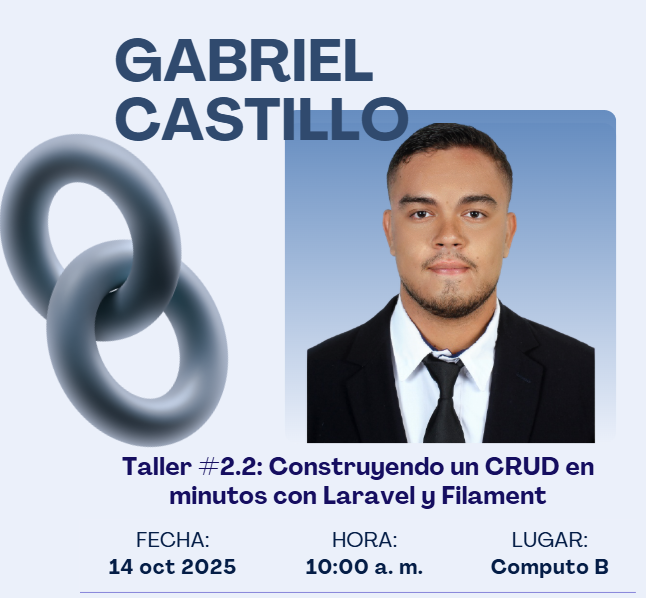 GABRIEL
CASTILLO
Taller #2.2: Construyendo un CRUD en
minutos con Laravel y Filament
FECHA:
14 oct 2025
HORA:
10:00 a. m.
LUGAR:
Computo B